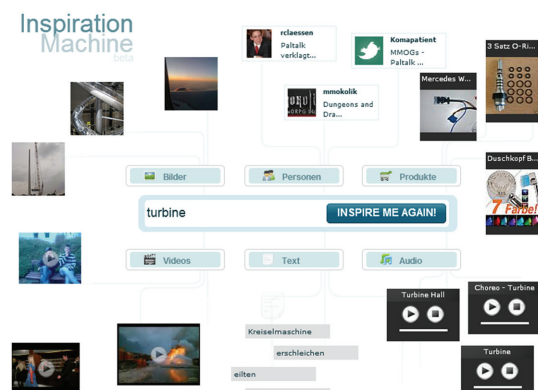 Inspiration
Machine
beta
rclaessen
Paltalk
verklagt...
Komapatient
MMOGs -
Paltalk ...
mmokolik
Dungeons and
Dra...
Mercedes W...
3 Satz O-Ri...
Duschkopf B...
7 Farbe!
Bilder
Personen
Produkte
turbine
INSPIRE ME AGAIN!
Videos
Text
Audio
Turbine Hall
Choreo - Turbine
Turbine
Kreiselmaschine
erschleichen
eilten